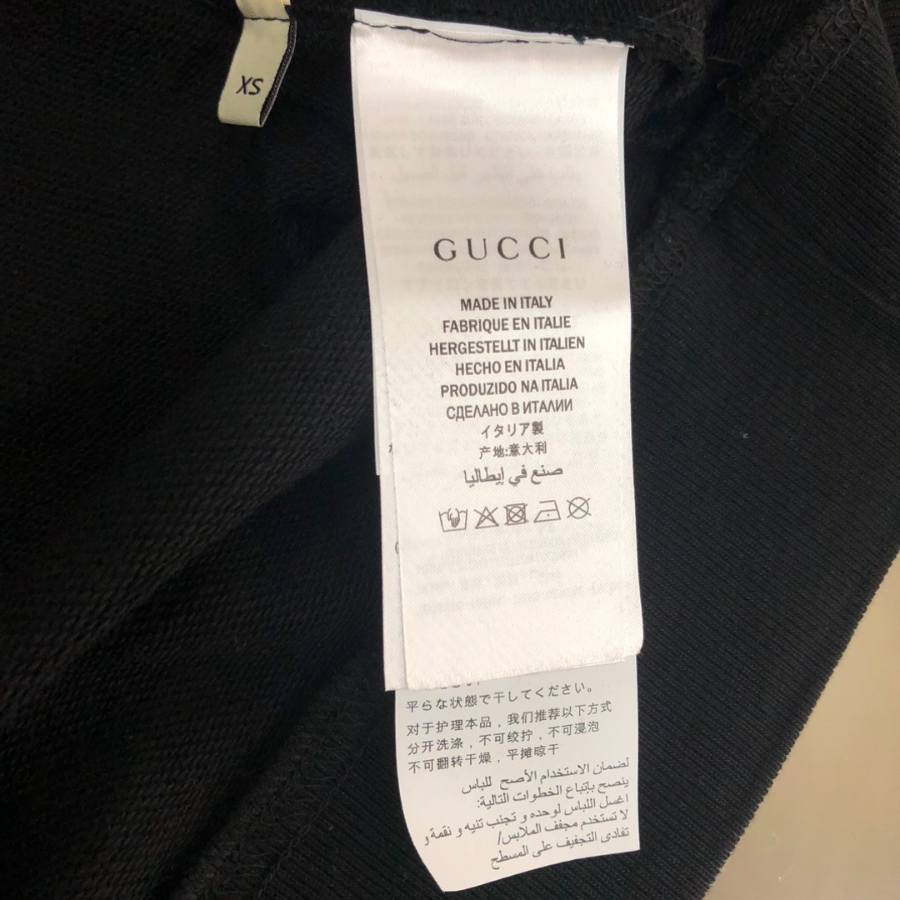 XS
GUCCI
MADE IN ITALY
FABRIQUE EN ITALIE
HERGESTELLT IN ITALIEN
HECHO EN ITALIA
PRODUZIDO NA ITALIA
СДЕЛАНО В ИТАЛИИ
イタリア製
产地:意大利
صنع في إيطاليا
平らな状態で干してください。
对于护理本品，我们推荐以下方式
分开洗涤，不可绞拧，不可浸泡
不可翻转干燥，平摊晾干
لضمان الاستخدام الأصح للباس
ينصح بإتباع الخطوات التالية:
اغسل اللباس لوحده و تجنب تنيه و نقعة و
لا تستخدم مجفف الملابس/
تفادى التجفيف على المسطح